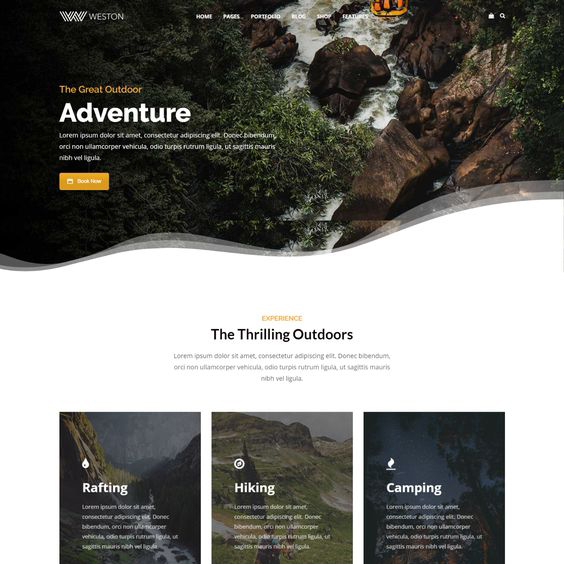 WESTON
HOME PAGES PORTFOLIO BLOG SHOP FEATURES
The Great Outdoor
Adventure
Lorem ipsum dolor sit amet, consectetur adipiscing elit. Donec bibendum,
orci non ullamcorper vehicula, odio turpis rutrum ligula, ut sagittis mauris
nibh vel ligula.
Book Now
EXPERIENCE
The Thrilling Outdoors
Lorem ipsum dolor sit amet, consectetur adipiscing elit. Donec bibendum,
orci non ullamcorper vehicula, odio turpis rutrum ligula, ut sagittis mauris
nibh vel ligula.
Rafting
Lorem ipsum dolor sit amet,
consectetur adipiscing elit. Donec
bibendum, orci non ullamcorper
vehicula, odio turpis rutrum ligula, ut
sagittis mauris nibh vel ligula.
Hiking
Lorem ipsum dolor sit amet,
consectetur adipiscing elit. Donec
bibendum, orci non ullamcorper
vehicula, odio turpis rutrum ligula, ut
sagittis mauris nibh vel ligula.
Camping
Lorem ipsum dolor sit amet,
consectetur adipiscing elit. Donec
bibendum, orci non ullamcorper
vehicula, odio turpis rutrum ligula, ut
sagittis mauris nibh vel ligula.